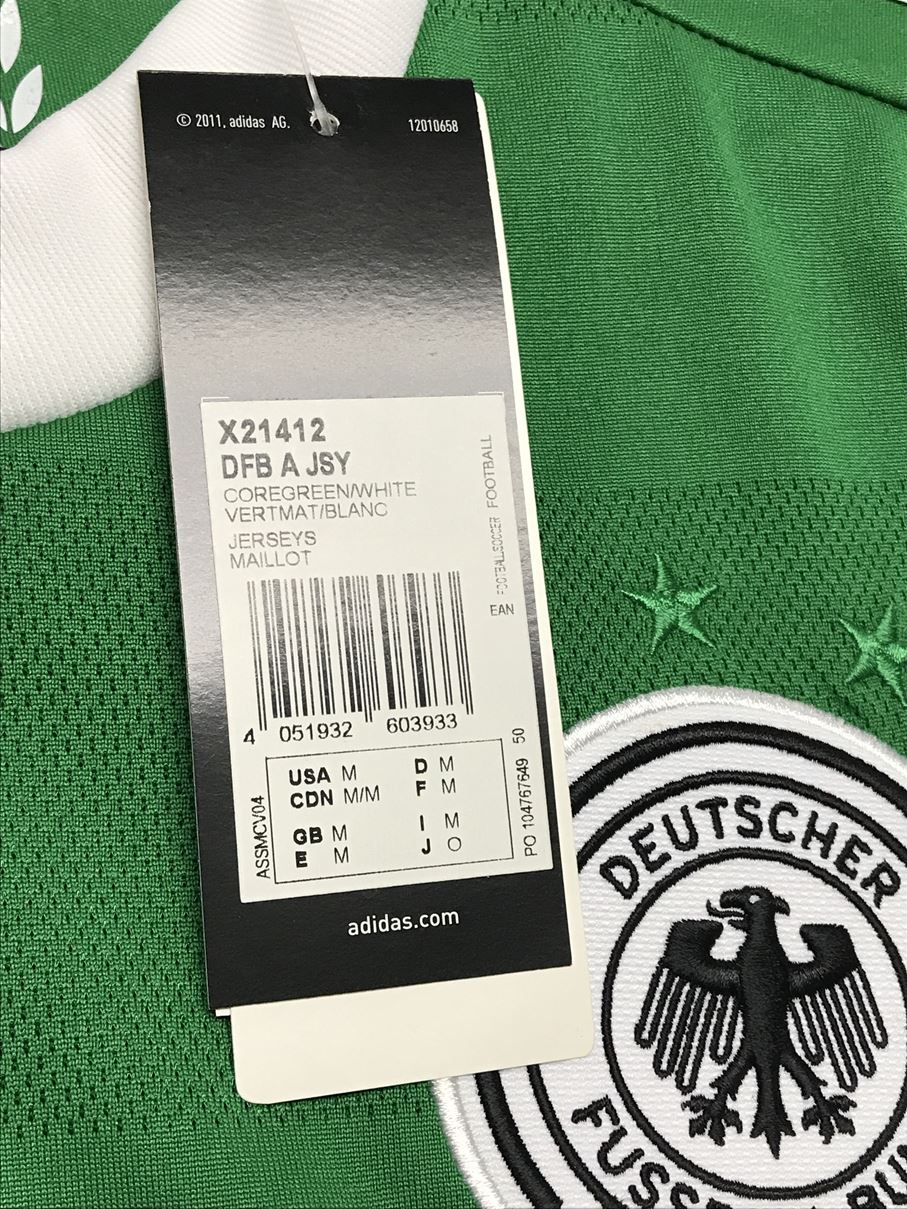 © 2011, adidas AG.
12010658
X21412
DFB A JSY
COREGREEN/WHITE
VERTMAT/BLANC
JERSEYS
MAILLOT
FOOTBALL/SOCCER FOOTBALL
EAN
4 051932 603933
ASSMCV04
USA M
CDN M/M
GB M
E M
D M
F M
I M
J O
PO 104767649 50
adidas.com
DEUTSCHER